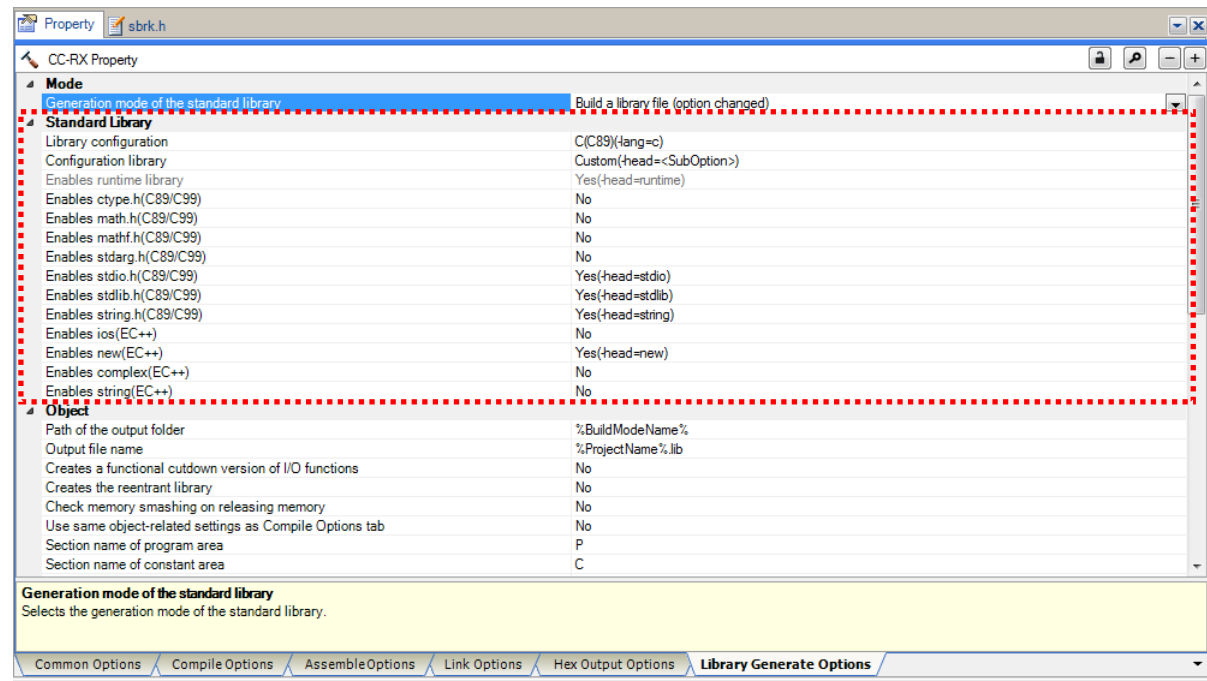 Property sbrk.h
CC-RX Property
Mode
Generation mode of the standard library Build a library file (option changed)
Standard Library
Library configuration C(C89)(-lang=c)
Configuration library Custom(-head=<SubOption>)
Enables runtime library Yes(-head=runtime)
Enables ctype.h(C89/C99) No
Enables math.h(C89/C99) No
Enables mathf.h(C89/C99) No
Enables stdarg.h(C89/C99) No
Enables stdio.h(C89/C99) Yes(-head=stdio)
Enables stdlib.h(C89/C99) Yes(-head=stdlib)
Enables string.h(C89/C99) Yes(-head=string)
Enables ios(EC++) No
Enables new(EC++) Yes(-head=new)
Enables complex(EC++) No
Enables string(EC++) No
Object
Path of the output folder %BuildModeName%
Output file name %ProjectName%.lib
Creates a functional cutdown version of I/O functions No
Creates the reentrant library No
Check memory smashing on releasing memory No
Use same object-related settings as Compile Options tab No
Section name of program area P
Section name of constant area C
Generation mode of the standard library
Selects the generation mode of the standard library.
Common Options Compile Options Assemble Options Link Options Hex Output Options Library Generate Options